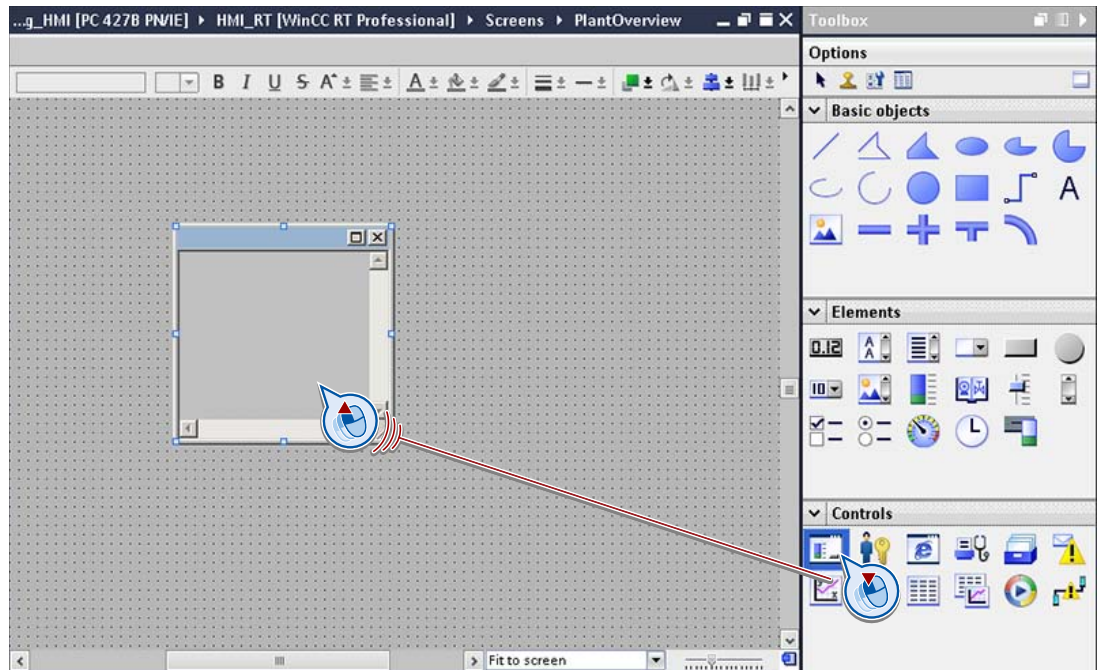 ...g_HMI [PC 427B PN/IE] ▸ HMI_RT [WinCC RT Professional] ▸ Screens ▸ PlantOverview
Toolbox
Options
B I U S A A
Basic objects
A
Elements
0.12 A A
10
Controls
Fit to screen